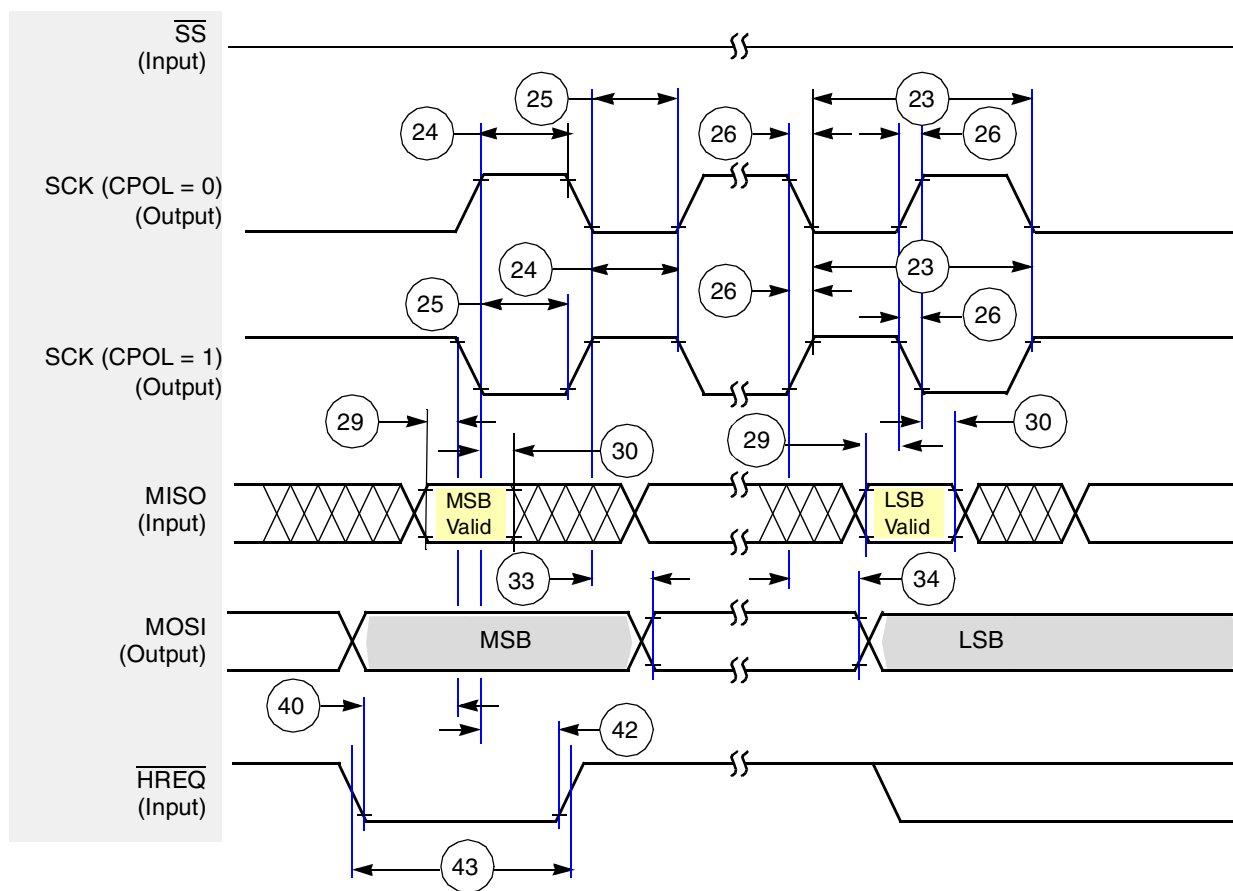 SS
(Input)
25
23
24
26
26
SCK (CPOL = 0)
(Output)
24
23
25
26
26
SCK (CPOL = 1)
(Output)
29
30
29
30
MISO
(Input)
MSB
Valid
LSB
Valid
33
34
MOSI
(Output)
MSB
LSB
40
42
HREQ
(Input)
43